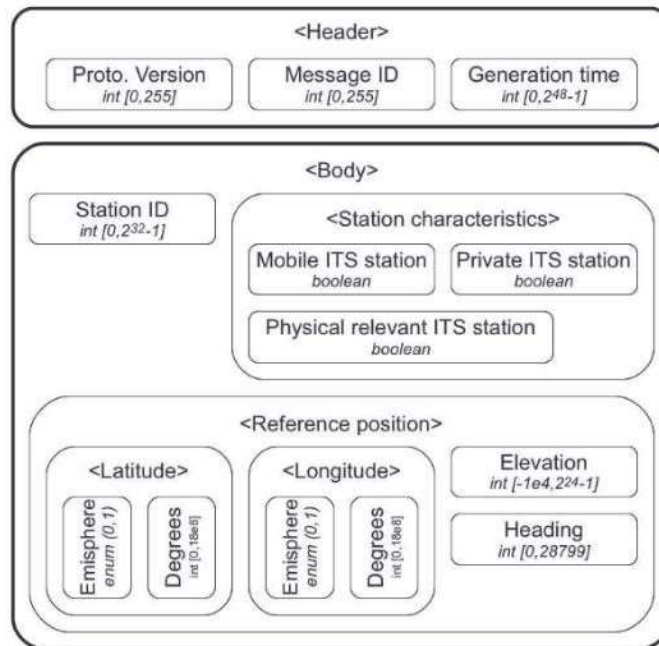 <Header>
Proto. Version
int [0,255]
Message ID
int [0,255]
Generation time
int [0,2⁴⁸-1]
<Body>
Station ID
int [0,2³²-1]
<Station characteristics>
Mobile ITS station
boolean
Private ITS station
boolean
Physical relevant ITS station
boolean
<Reference position>
<Latitude>
Emisphere
enum (0,1)
Degrees
int [0,18e8]
<Longitude>
Emisphere
enum (0,1)
Degrees
int [0,18e8]
Elevation
int [-1e4,2²⁴-1]
Heading
int [0,28799]